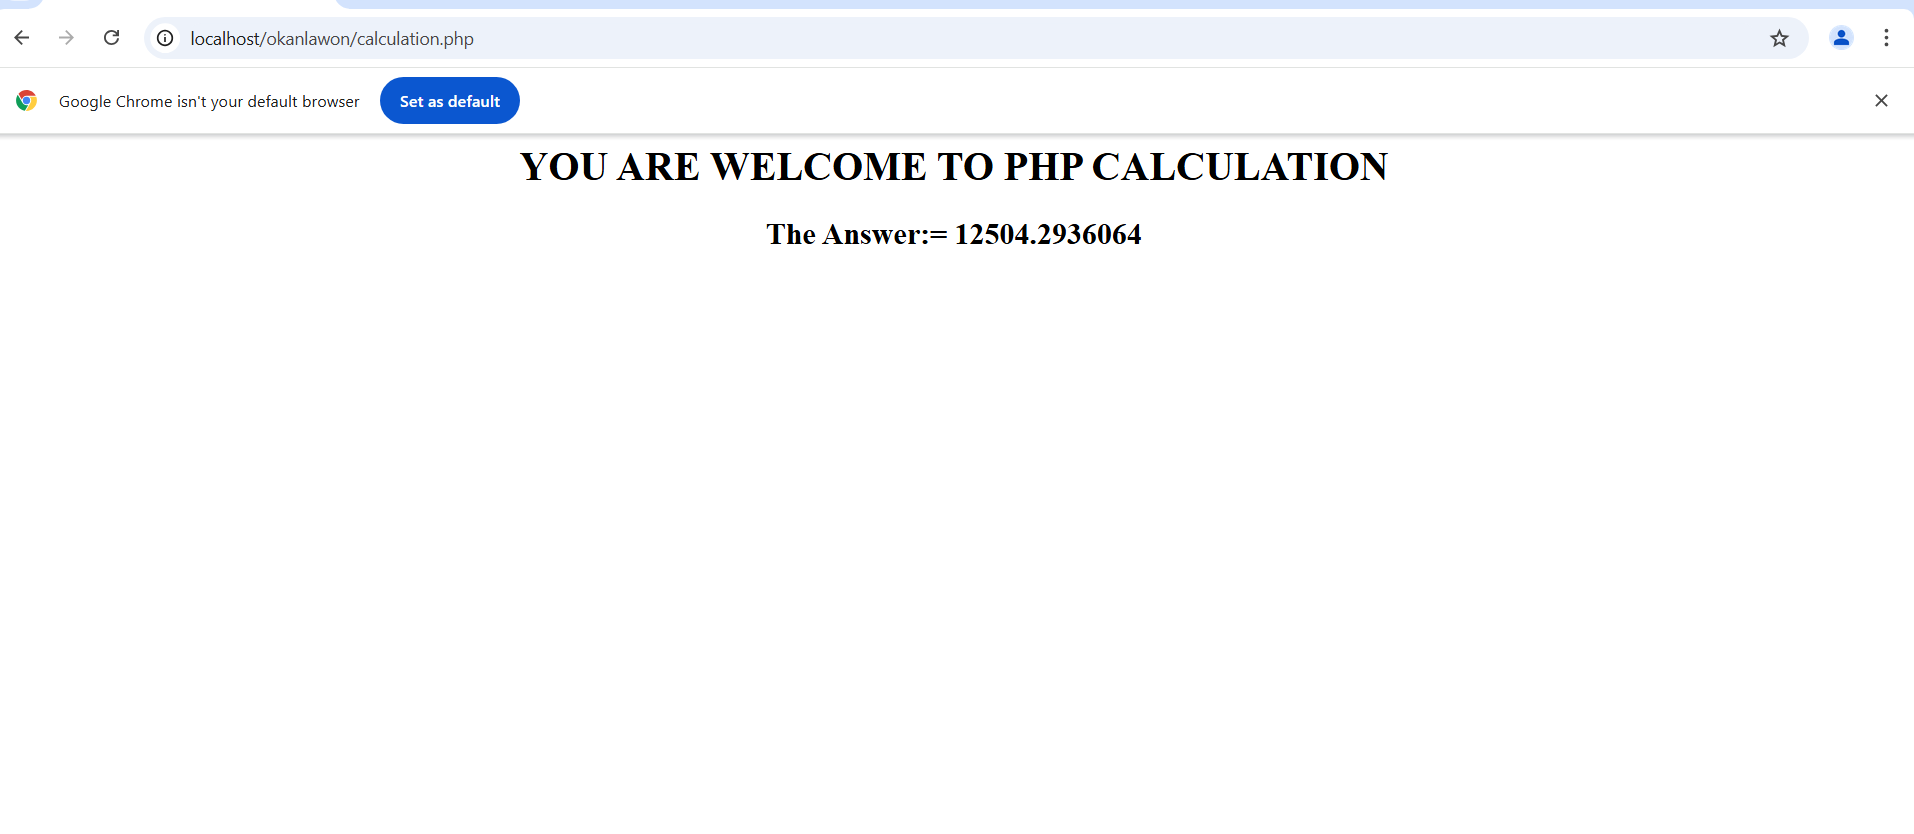 localhost/okanlawon/calculation.php
Google Chrome isn't your default browser Set as default
YOU ARE WELCOME TO PHP CALCULATION
The Answer:= 12504.2936064